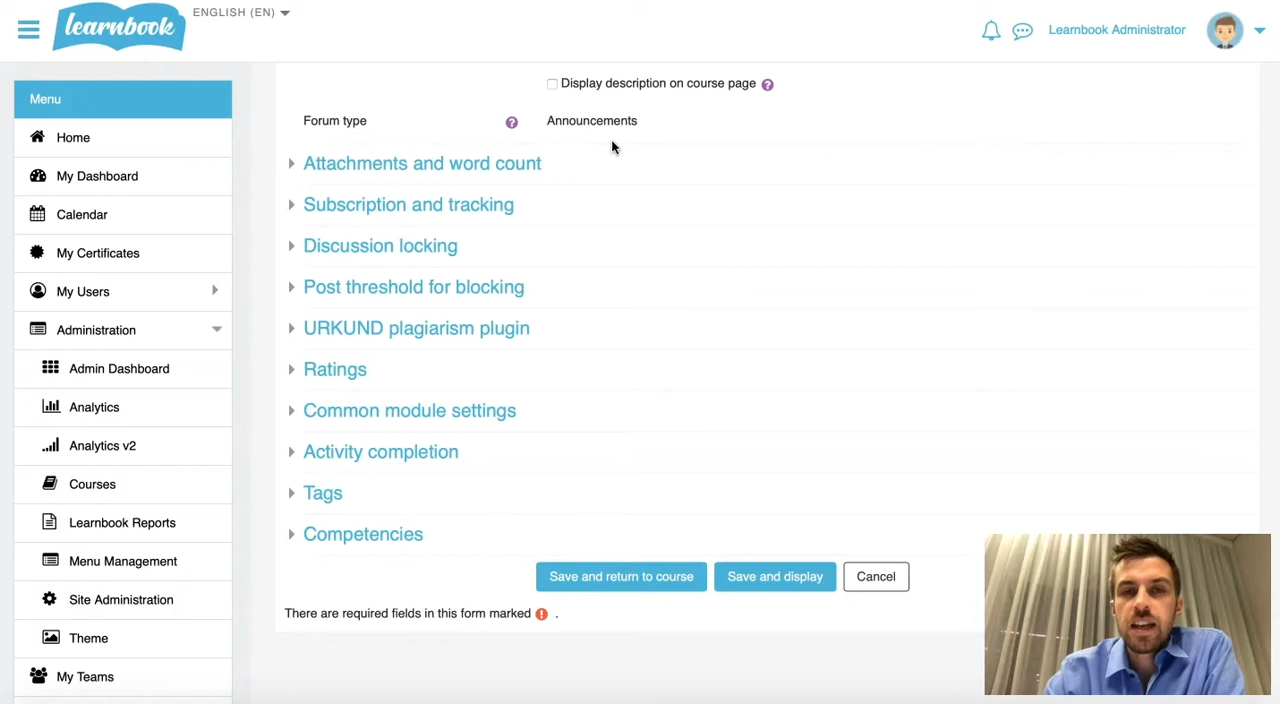 learnbook
ENGLISH (EN)
Learnbook Administrator
Menu
Home
My Dashboard
Calendar
My Certificates
My Users
Administration
Admin Dashboard
Analytics
Analytics v2
Courses
Learnbook Reports
Menu Management
Site Administration
Theme
My Teams
Display description on course page ?
Forum type ? Announcements
Attachments and word count
Subscription and tracking
Discussion locking
Post threshold for blocking
URKUND plagiarism plugin
Ratings
Common module settings
Activity completion
Tags
Competencies
Save and return to course Save and display Cancel
There are required fields in this form marked ! .